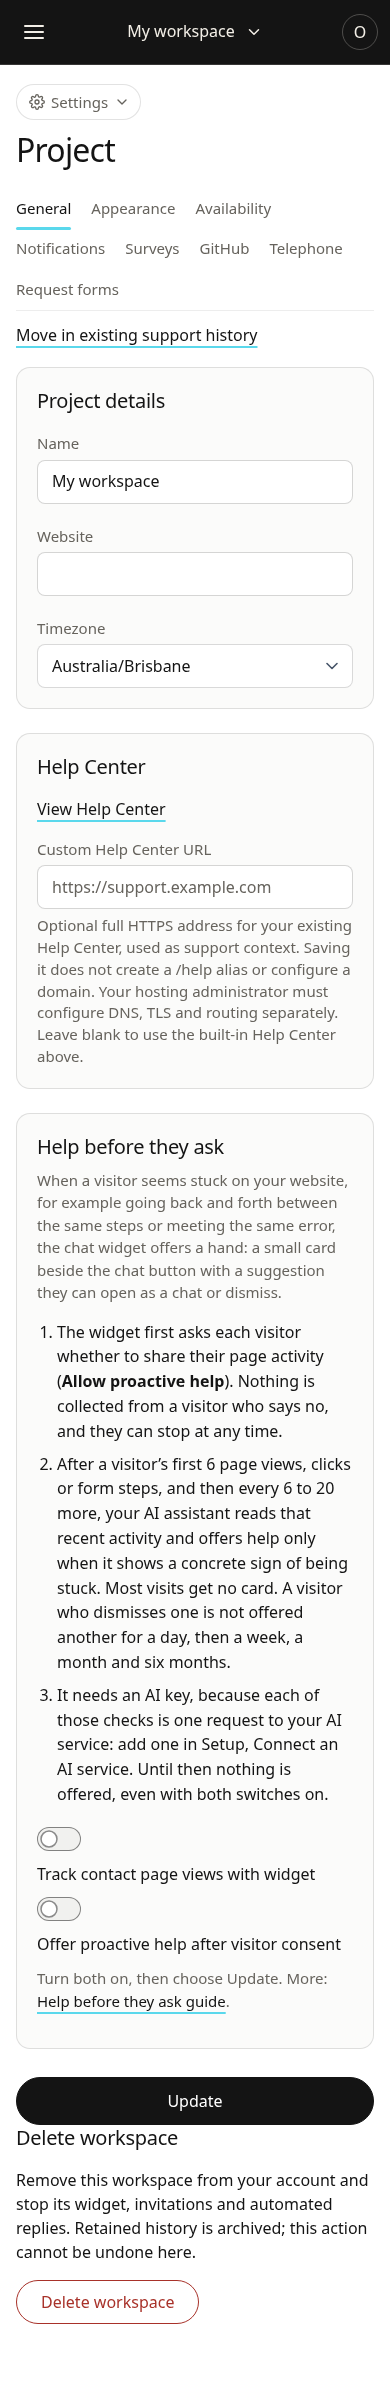 My workspace
O
Settings
Project
General Appearance Availability
Notifications Surveys GitHub Telephone
Request forms
Move in existing support history
Project details
Name
My workspace
Website
Timezone
Australia/Brisbane
Help Center
View Help Center
Custom Help Center URL
https://support.example.com
Optional full HTTPS address for your existing
Help Center, used as support context. Saving
it does not create a /help alias or configure a
domain. Your hosting administrator must
configure DNS, TLS and routing separately.
Leave blank to use the built-in Help Center
above.
Help before they ask
When a visitor seems stuck on your website,
for example going back and forth between
the same steps or meeting the same error,
the chat widget offers a hand: a small card
beside the chat button with a suggestion
they can open as a chat or dismiss.
1. The widget first asks each visitor
whether to share their page activity
(Allow proactive help). Nothing is
collected from a visitor who says no,
and they can stop at any time.
2. After a visitor’s first 6 page views, clicks
or form steps, and then every 6 to 20
more, your AI assistant reads that
recent activity and offers help only
when it shows a concrete sign of being
stuck. Most visits get no card. A visitor
who dismisses one is not offered
another for a day, then a week, a
month and six months.
3. It needs an AI key, because each of
those checks is one request to your AI
service: add one in Setup, Connect an
AI service. Until then nothing is
offered, even with both switches on.
Track contact page views with widget
Offer proactive help after visitor consent
Turn both on, then choose Update. More:
Help before they ask guide.
Update
Delete workspace
Remove this workspace from your account and
stop its widget, invitations and automated
replies. Retained history is archived; this action
cannot be undone here.
Delete workspace